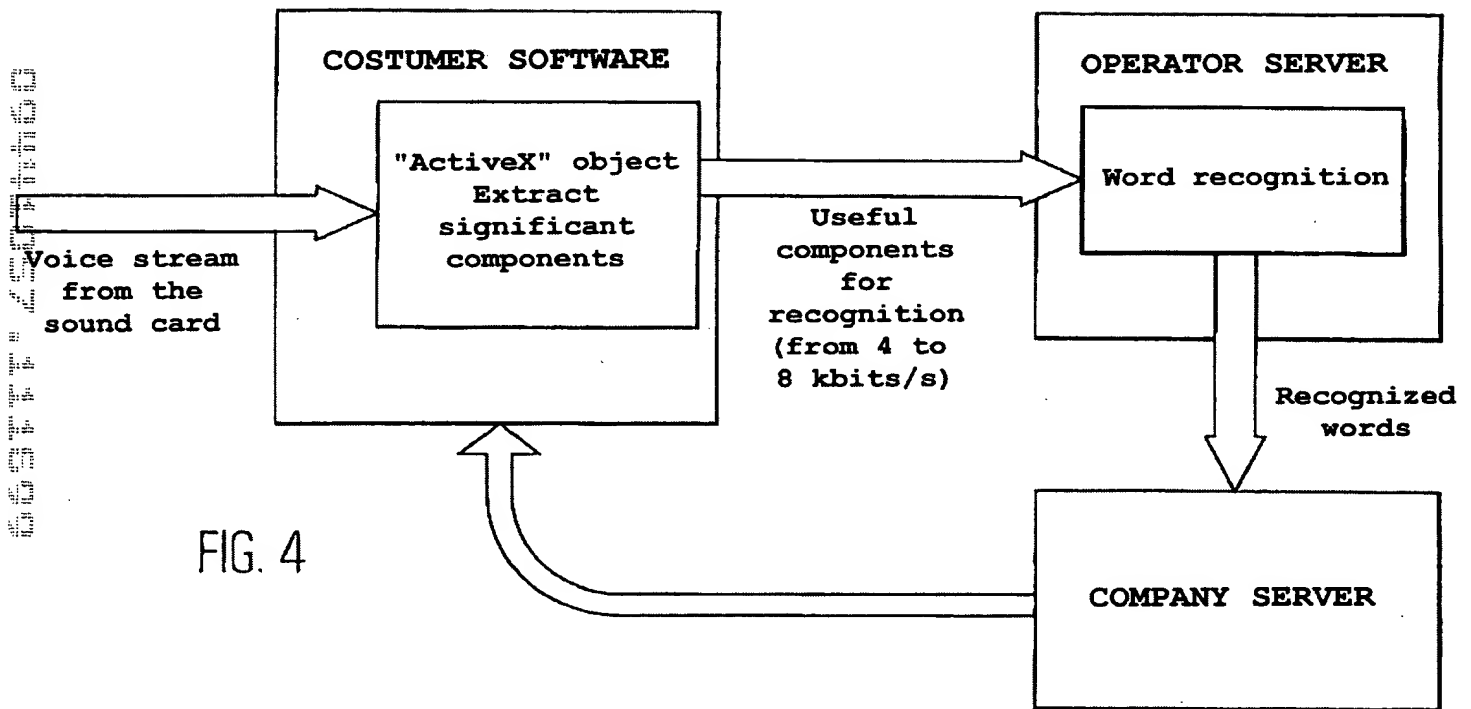 COSTUMER SOFTWARE
"ActiveX" object
Extract
significant
components
Voice stream
from the
sound card
Useful
components
for
recognition
(from 4 to
8 kbits/s)
OPERATOR SERVER
Word recognition
Recognized
words
COMPANY SERVER
FIG. 4